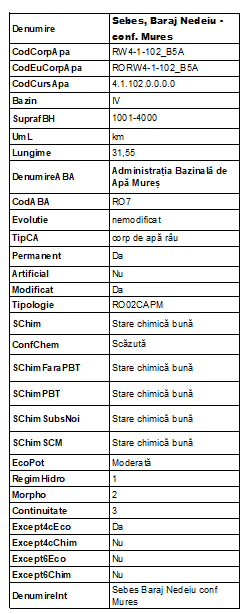 Denumire Sebes, Baraj Nedeiu -
conf. Mures
CodCorpApa RW4-1-102_B5A
CodEuCorpApa RORW4-1-102_B5A
CodCursApa 4.1.102.0.0.0.0
Bazin IV
SuprafBH 1001-4000
UmL km
Lungime 31,55
DenumireABA Administrația Bazinală de
Apă Mureș
CodABA RO7
Evolutie nemodificat
TipCA corp de apă râu
Permanent Da
Artificial Nu
Modificat Da
Tipologie RO02CAPM
SChim Stare chimică bună
ConfChem Scăzută
SChimFaraPBT Stare chimică bună
SChimPBT Stare chimică bună
SChimSubsNoi Stare chimică bună
SChimSCM Stare chimică bună
EcoPot Moderată
RegimHidro 1
Morpho 2
Continuitate 3
Except4cEco Da
Except4cChim Nu
Except6Eco Nu
Except6Chim Nu
DenumireInt Sebes Baraj Nedeiu conf
Mures